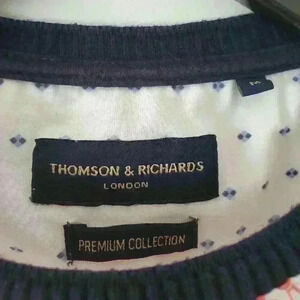 M
THOMSON & RICHARDS
LONDON
PREMIUM COLLECTION